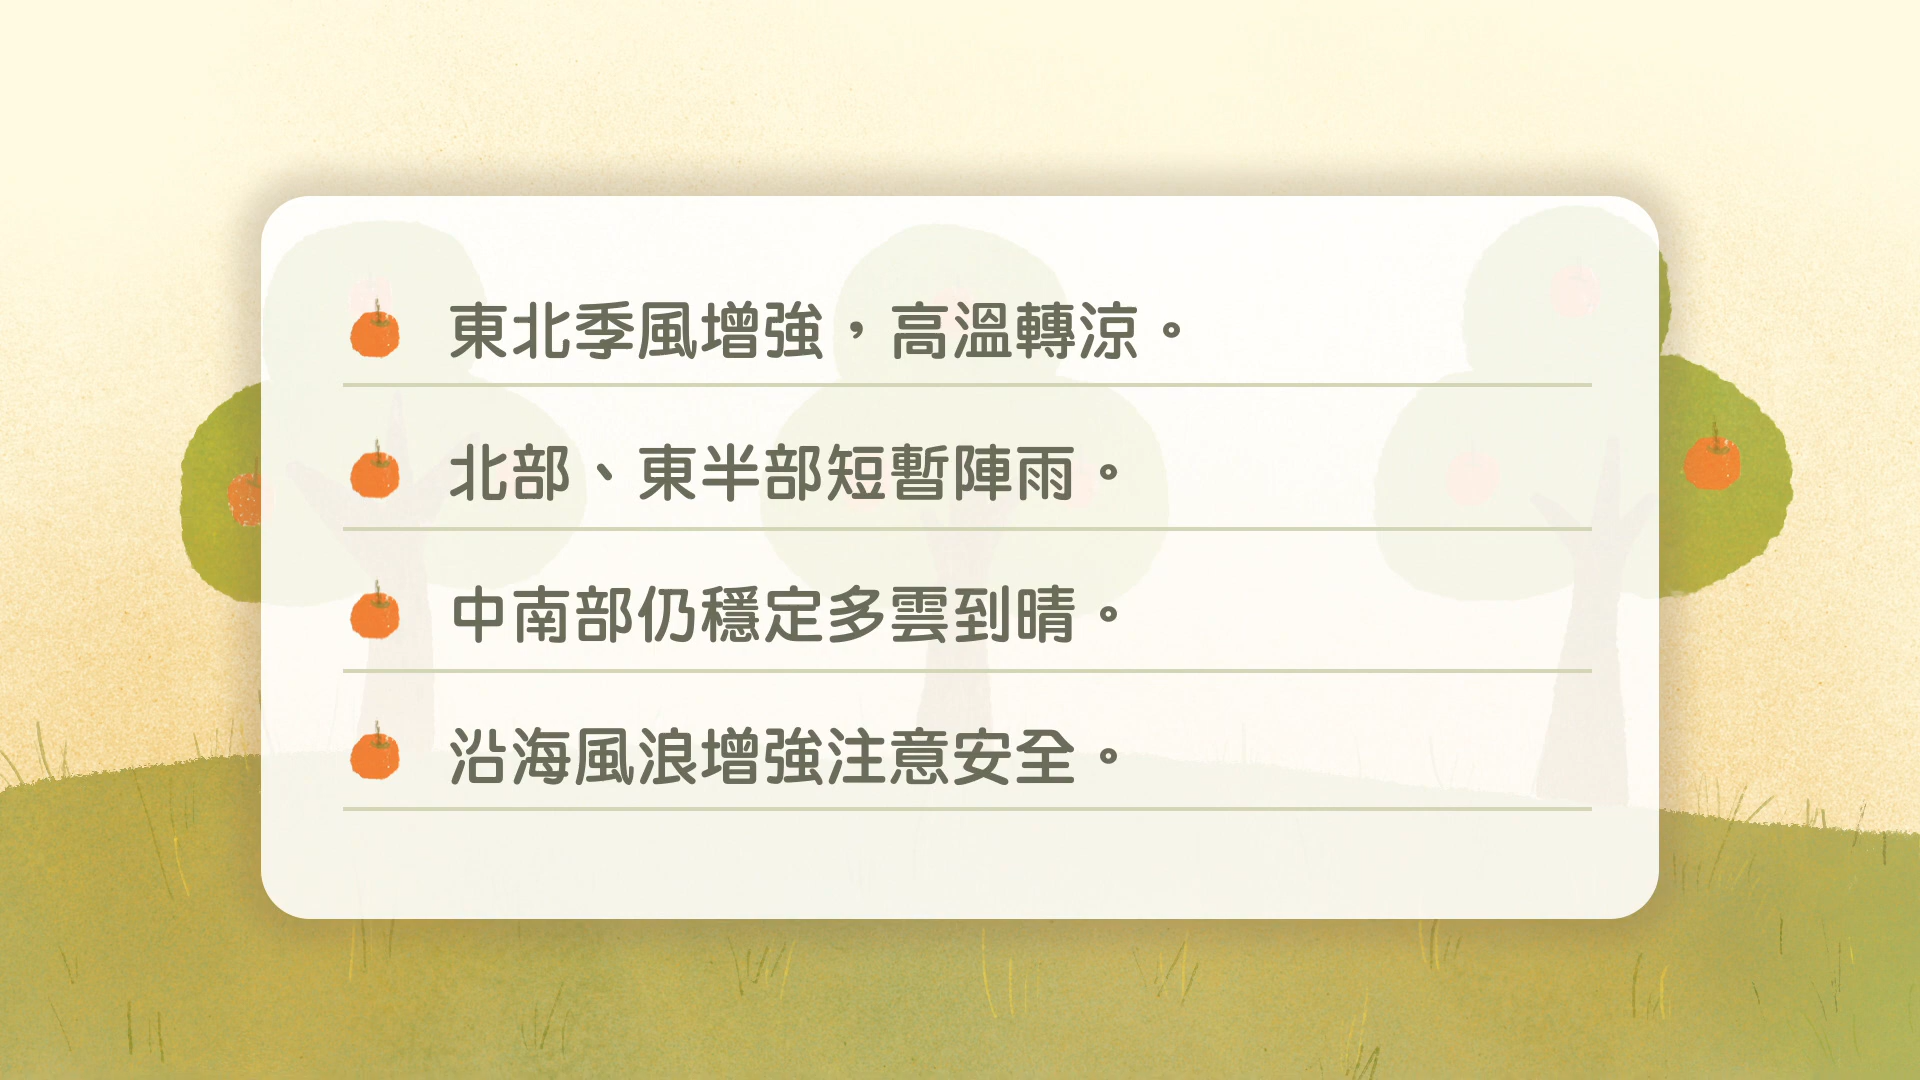 東北季風增強，高溫轉涼。
北部、東半部短暫陣雨。
中南部仍穩定多雲到晴。
沿海風浪增強注意安全。